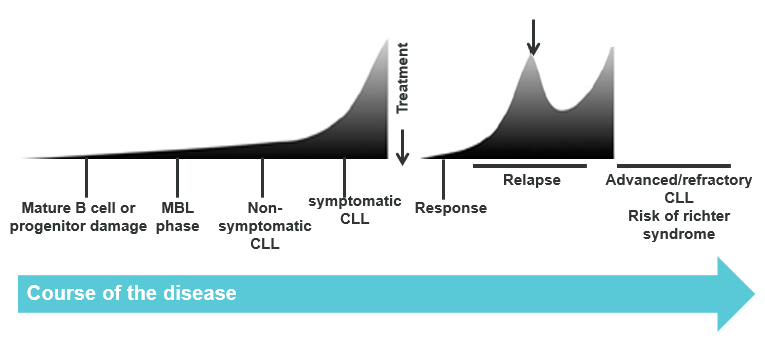 Treatment
Mature B cell or
progenitor damage
MBL
phase
Non-
symptomatic
CLL
symptomatic
CLL
Response
Relapse
Advanced/refractory
CLL
Risk of richter
syndrome
Course of the disease